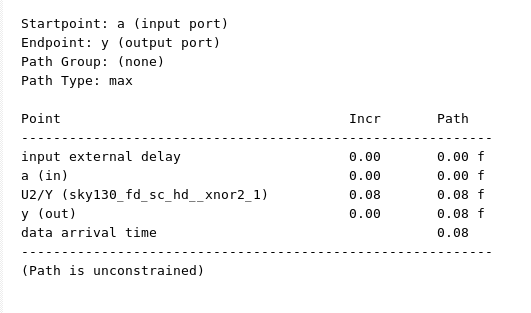 Startpoint: a (input port)
Endpoint: y (output port)
Path Group: (none)
Path Type: max
Point                                    Incr       Path
-----------------------------------------------------------
input external delay                     0.00       0.00 f
a (in)                                   0.00       0.00 f
U2/Y (sky130_fd_sc_hd__xnor2_1)          0.08       0.08 f
y (out)                                  0.00       0.08 f
data arrival time                                   0.08
-----------------------------------------------------------
(Path is unconstrained)